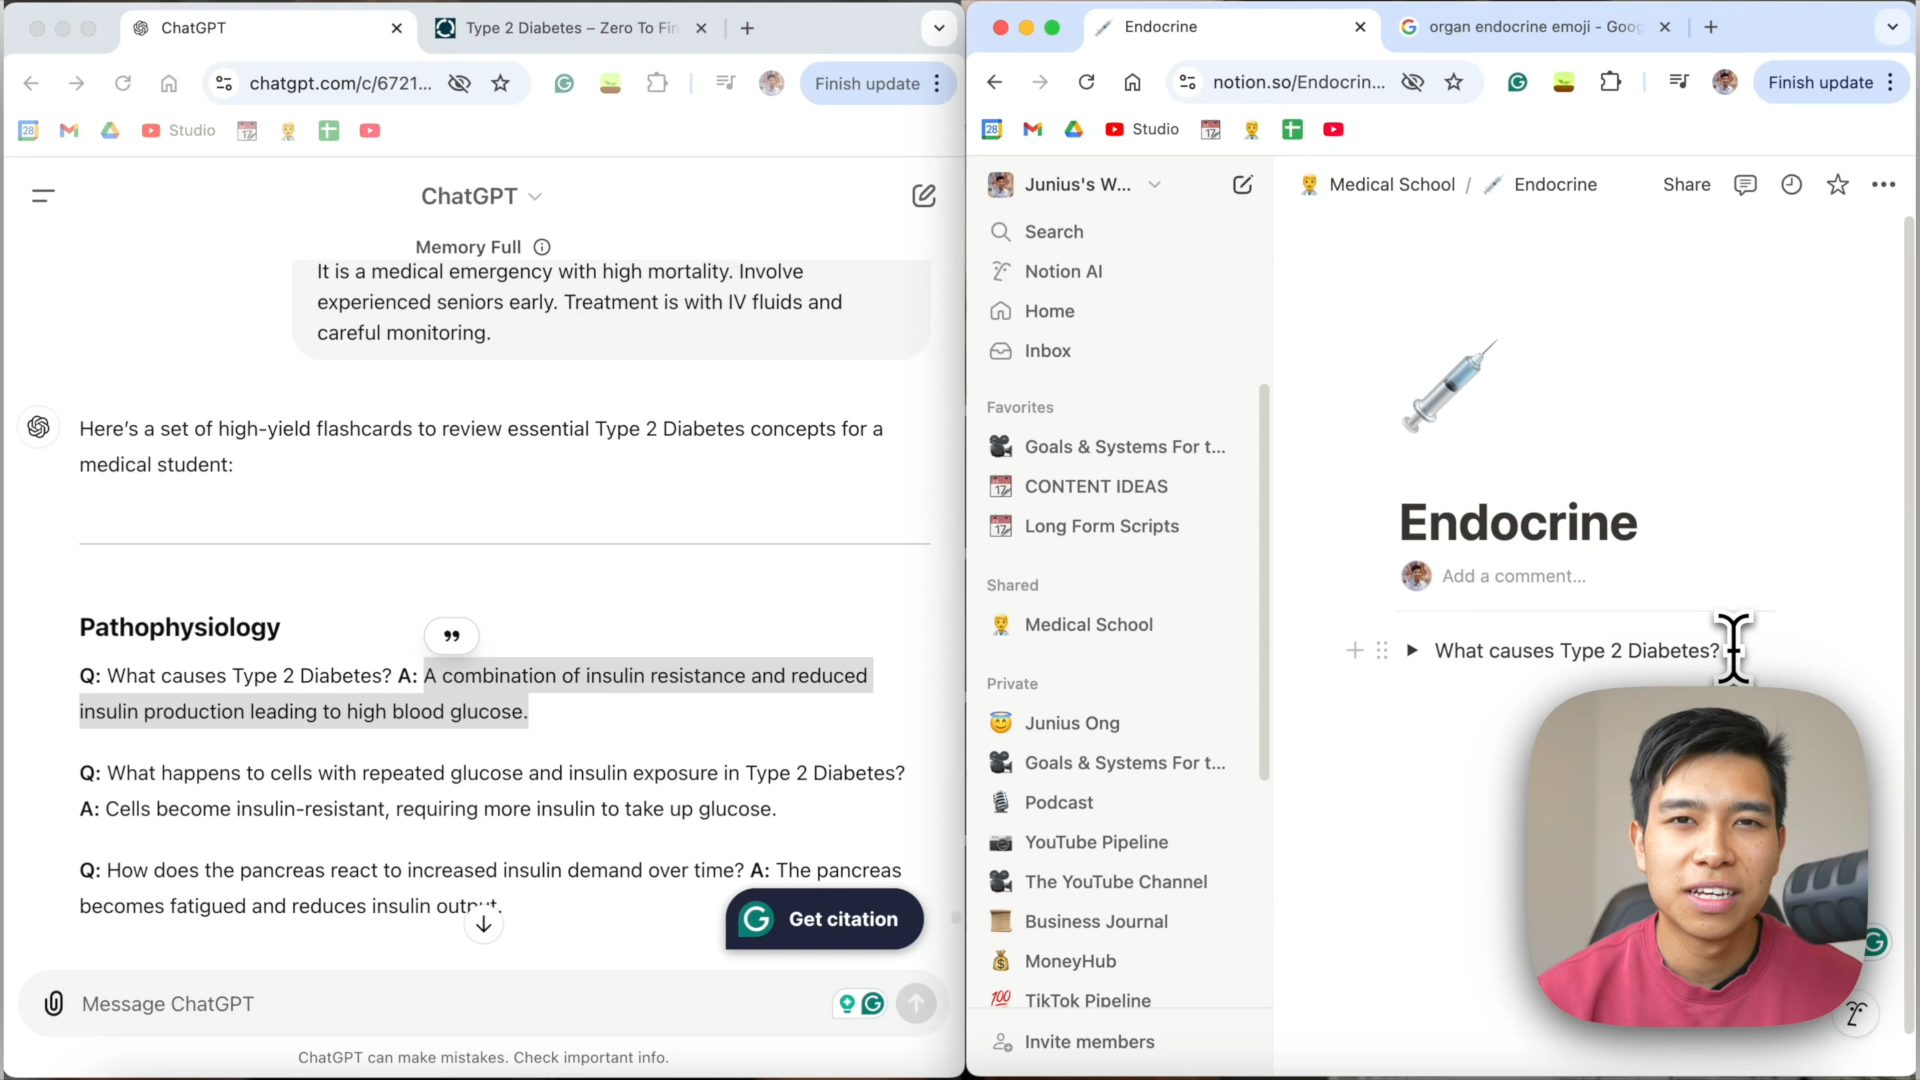 ChatGPT
Type 2 Diabetes – Zero To Fin
chatgpt.com/c/6721...
Finish update
28
Studio
17
ChatGPT
Memory Full
It is a medical emergency with high mortality. Involve
experienced seniors early. Treatment is with IV fluids and
careful monitoring.
Here's a set of high-yield flashcards to review essential Type 2 Diabetes concepts for a
medical student:
Pathophysiology
Q: What causes Type 2 Diabetes? A: A combination of insulin resistance and reduced
insulin production leading to high blood glucose.
Q: What happens to cells with repeated glucose and insulin exposure in Type 2 Diabetes?
A: Cells become insulin-resistant, requiring more insulin to take up glucose.
Q: How does the pancreas react to increased insulin demand over time? A: The pancreas
becomes fatigued and reduces insulin output.
Get citation
Message ChatGPT
ChatGPT can make mistakes. Check important info.
Endocrine
organ endocrine emoji - Goog
notion.so/Endocrin...
Finish update
28
Studio
17
Junius's W...
Medical School / Endocrine
Share
Search
Notion AI
Home
Inbox
Favorites
Goals & Systems For t...
17 CONTENT IDEAS
17 Long Form Scripts
Shared
Medical School
Private
Junius Ong
Goals & Systems For t...
Podcast
YouTube Pipeline
The YouTube Channel
Business Journal
MoneyHub
100 TikTok Pipeline
Invite members
Endocrine
Add a comment...
What causes Type 2 Diabetes?